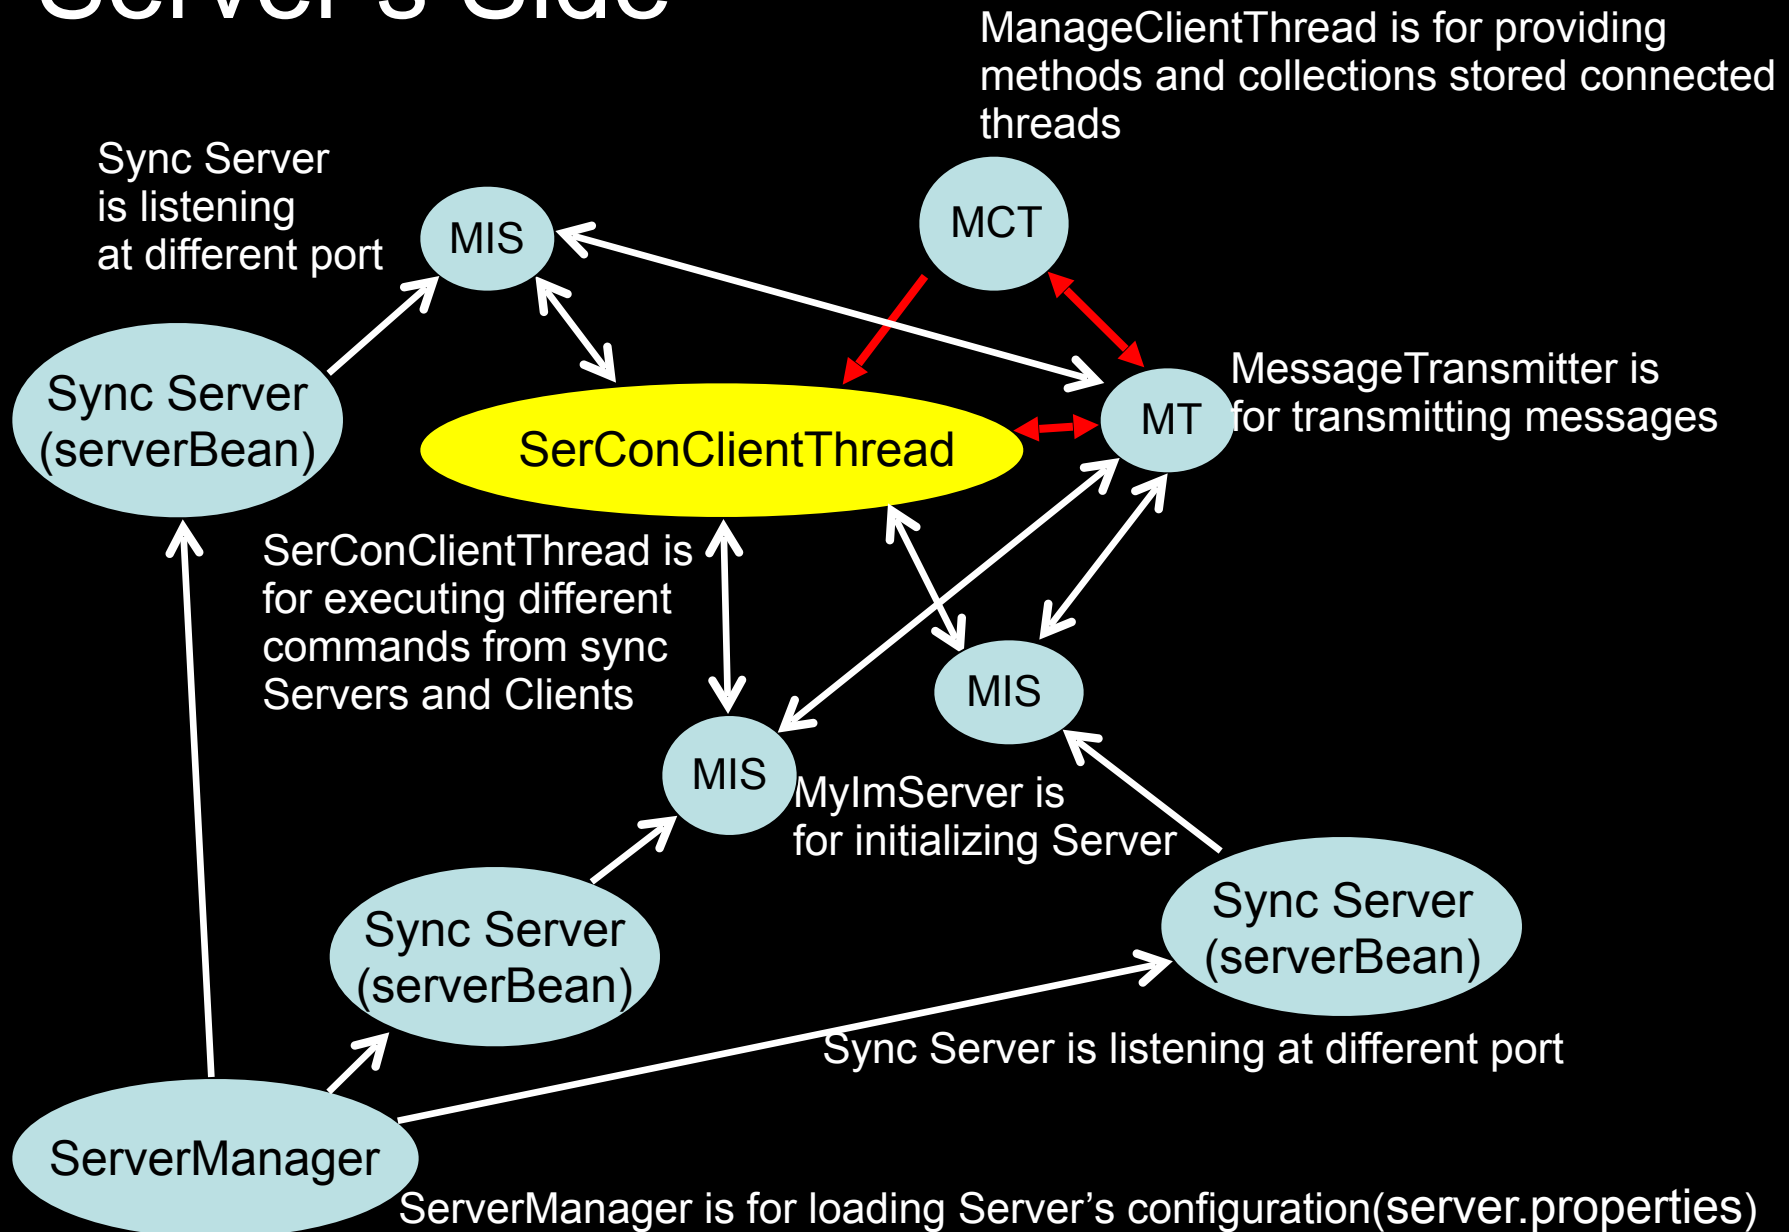 Server's Side
ManageClientThread is for providing
methods and collections stored connected
threads
Sync Server
is listening
at different port
MIS
MCT
Sync Server
(serverBean)
SerConClientThread
MT
MessageTransmitter is
for transmitting messages
SerConClientThread is
for executing different
commands from sync
Servers and Clients
MIS
MIS
MyImServer is
for initializing Server
Sync Server
(serverBean)
Sync Server
(serverBean)
Sync Server is listening at different port
ServerManager
ServerManager is for loading Server’s configuration(server.properties)